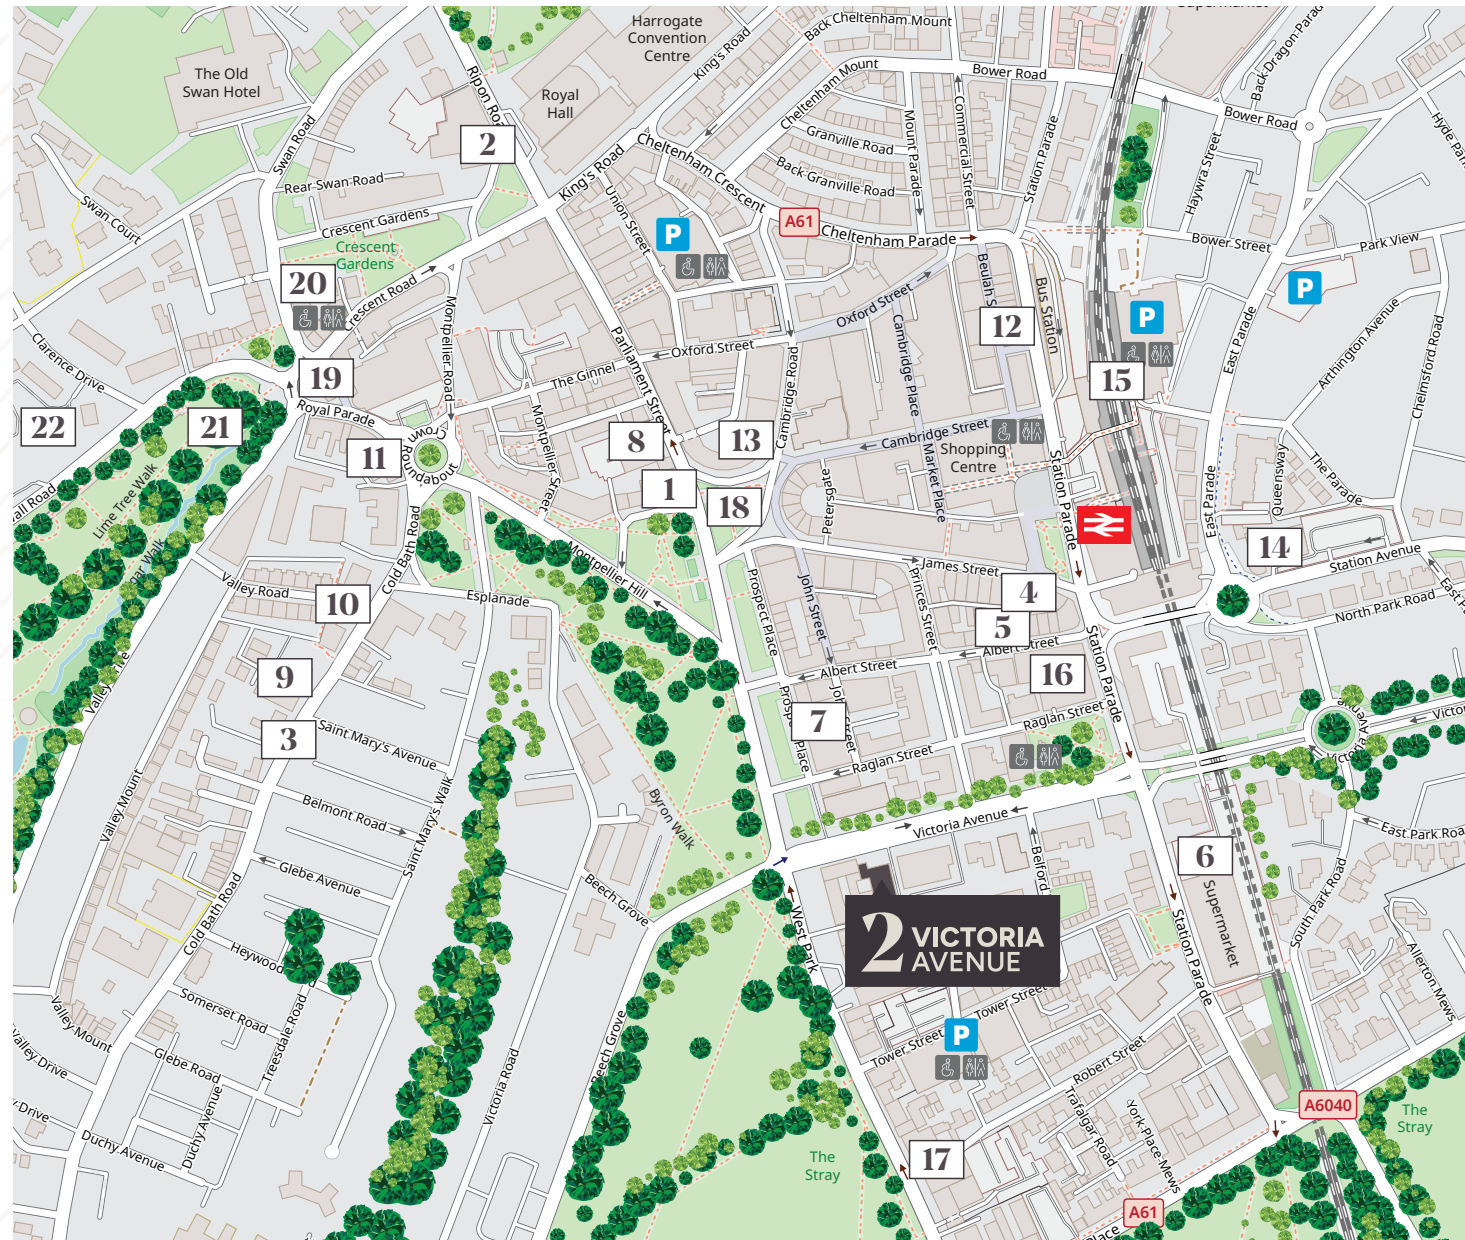 Supermarket
Harrogate
Convention
Centre
Back Cheltenham Mount
King's Road
Back Dragon Parade
The Old
Swan Hotel
Ripon Road
Royal
Hall
Cheltenham Mount
Bower Road
Bower Road
Commercial Street
Mount Parade
Granville Road
Back Granville Road
Station Parade
Haywra Street
Swan Road
2
Cheltenham Crescent
King's Road
Rear Swan Road
Union Street
Swan Court
Crescent Gardens
Crescent
Gardens
A61
Cheltenham Parade
Bower Street
Park View
P
P
P
20
Crescent Road
Montpellier Road
Oxford Street
Bus Station
12
Cambridge Place
Parliament Street
Oxford Street
The Ginnel
Cambridge Road
East Parade
Arthington Avenue
Chelmsford Road
Clarence Drive
19
15
Royal Parade
22
21
11
Crown
Roundabout
Montpellier Street
8
13
Cambridge Street
Shopping
Centre
Market Place
1
18
Petersgate
Station Parade
East Parade
Queensway
The Parade
14
Station Avenue
Lime Tree Walk
Cold Bath Road
Montpellier Hill
James Street
Princes Street
John Street
Prospect Place
4
5
Albert Street
Albert Street
North Park Road
Valley Road
10
Esplanade
9
3
Saint Mary's Avenue
16
Station Parade
Raglan Street
7
Raglan Street
Valley Mount
Belmont Road
Saint Mary's Walk
Byron Walk
Victoria Avenue
Glebe Avenue
Beech Grove
6
Supermarket
East Park Road
South Park Road
Cold Bath Road
West Park
2 VICTORIA
AVENUE
Station Parade
Allerton Mews
Heywood
Somerset Road
Treesdale Road
Valley Mount
Valley Drive
Glebe Road
Duchy Avenue
Duchy Avenue
Victoria Road
Beech Grove
Tower Street
Tower Street
P
Robert Street
Trafalgar Road
York Place Mews
A6040
The
Stray
The
Stray
17
A61